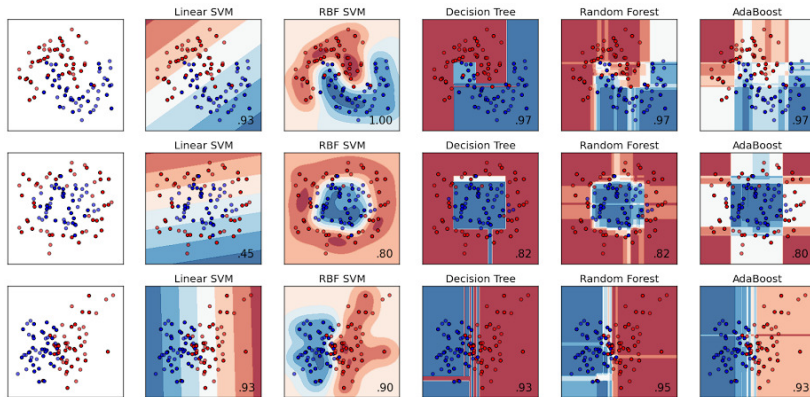 Linear SVM RBF SVM Decision Tree Random Forest AdaBoost
.93 1.00 .97 .97 .97
Linear SVM RBF SVM Decision Tree Random Forest AdaBoost
.45 .80 .82 .82 .80
Linear SVM RBF SVM Decision Tree Random Forest AdaBoost
.93 .90 .93 .95 .93